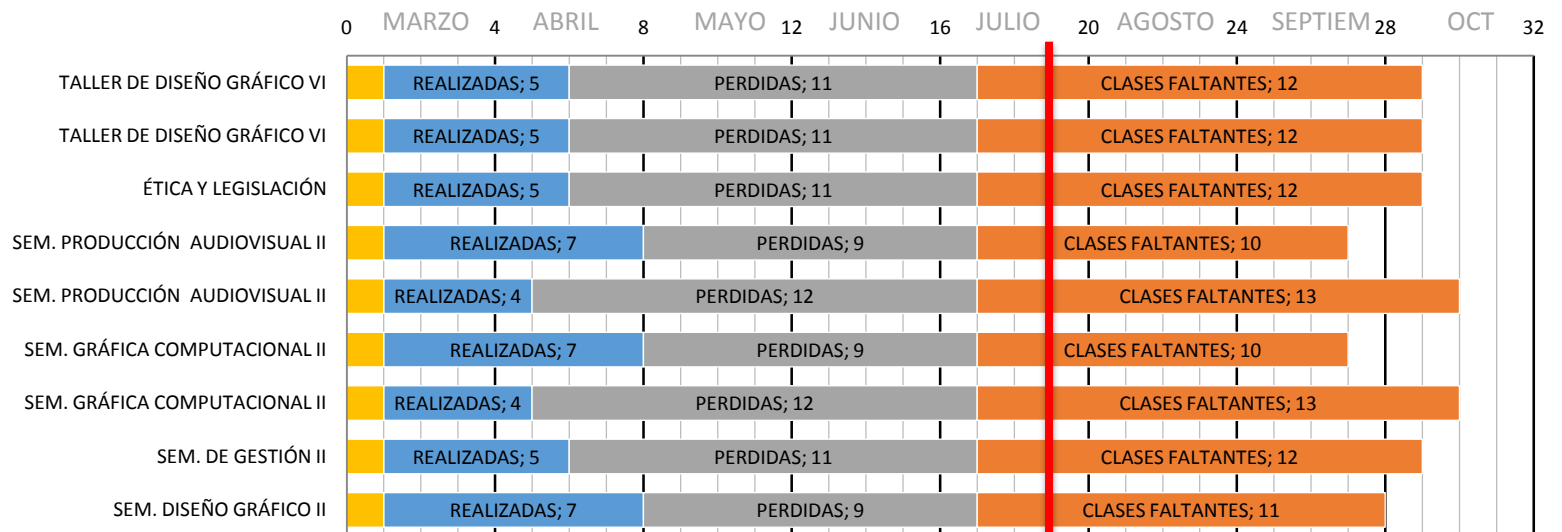 0 MARZO 4 ABRIL 8 MAYO 12 JUNIO 16 JULIO 20 AGOSTO 24 SEPTIEM 28 OCT 32
TALLER DE DISEÑO GRÁFICO VI REALIZADAS; 5 PERDIDAS; 11 CLASES FALTANTES; 12
TALLER DE DISEÑO GRÁFICO VI REALIZADAS; 5 PERDIDAS; 11 CLASES FALTANTES; 12
ÉTICA Y LEGISLACIÓN REALIZADAS; 5 PERDIDAS; 11 CLASES FALTANTES; 12
SEM. PRODUCCIÓN AUDIOVISUAL II REALIZADAS; 7 PERDIDAS; 9 CLASES FALTANTES; 10
SEM. PRODUCCIÓN AUDIOVISUAL II REALIZADAS; 4 PERDIDAS; 12 CLASES FALTANTES; 13
SEM. GRÁFICA COMPUTACIONAL II REALIZADAS; 7 PERDIDAS; 9 CLASES FALTANTES; 10
SEM. GRÁFICA COMPUTACIONAL II REALIZADAS; 4 PERDIDAS; 12 CLASES FALTANTES; 13
SEM. DE GESTIÓN II REALIZADAS; 5 PERDIDAS; 11 CLASES FALTANTES; 12
SEM. DISEÑO GRÁFICO II REALIZADAS; 7 PERDIDAS; 9 CLASES FALTANTES; 11